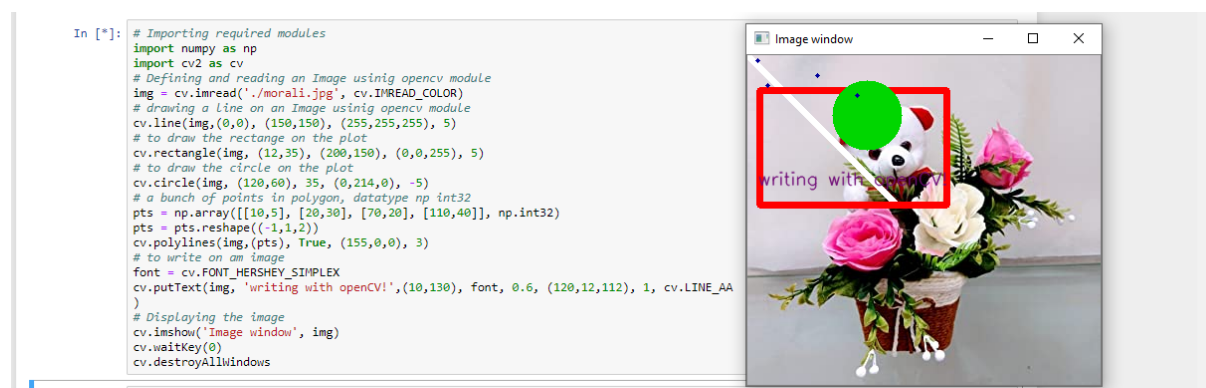 In [*]: # Importing required modules
import numpy as np
import cv2 as cv
# Defining and reading an Image usinig opencv module
img = cv.imread('./morali.jpg', cv.IMREAD_COLOR)
# drawing a line on an Image usinig opencv module
cv.line(img,(0,0), (150,150), (255,255,255), 5)
# to draw the rectange on the plot
cv.rectangle(img, (12,35), (200,150), (0,0,255), 5)
# to draw the circle on the plot
cv.circle(img, (120,60), 35, (0,214,0), -5)
# a bunch of points in polygon, datatype np int32
pts = np.array([[10,5], [20,30], [70,20], [110,40]], np.int32)
pts = pts.reshape((-1,1,2))
cv.polylines(img,(pts), True, (155,0,0), 3)
# to write on am image
font = cv.FONT_HERSHEY_SIMPLEX
cv.putText(img, 'writing with openCV!',(10,130), font, 0.6, (120,12,112), 1, cv.LINE_AA
)
# Displaying the image
cv.imshow('Image window', img)
cv.waitKey(0)
cv.destroyAllWindows
Image window
writing with openCV!